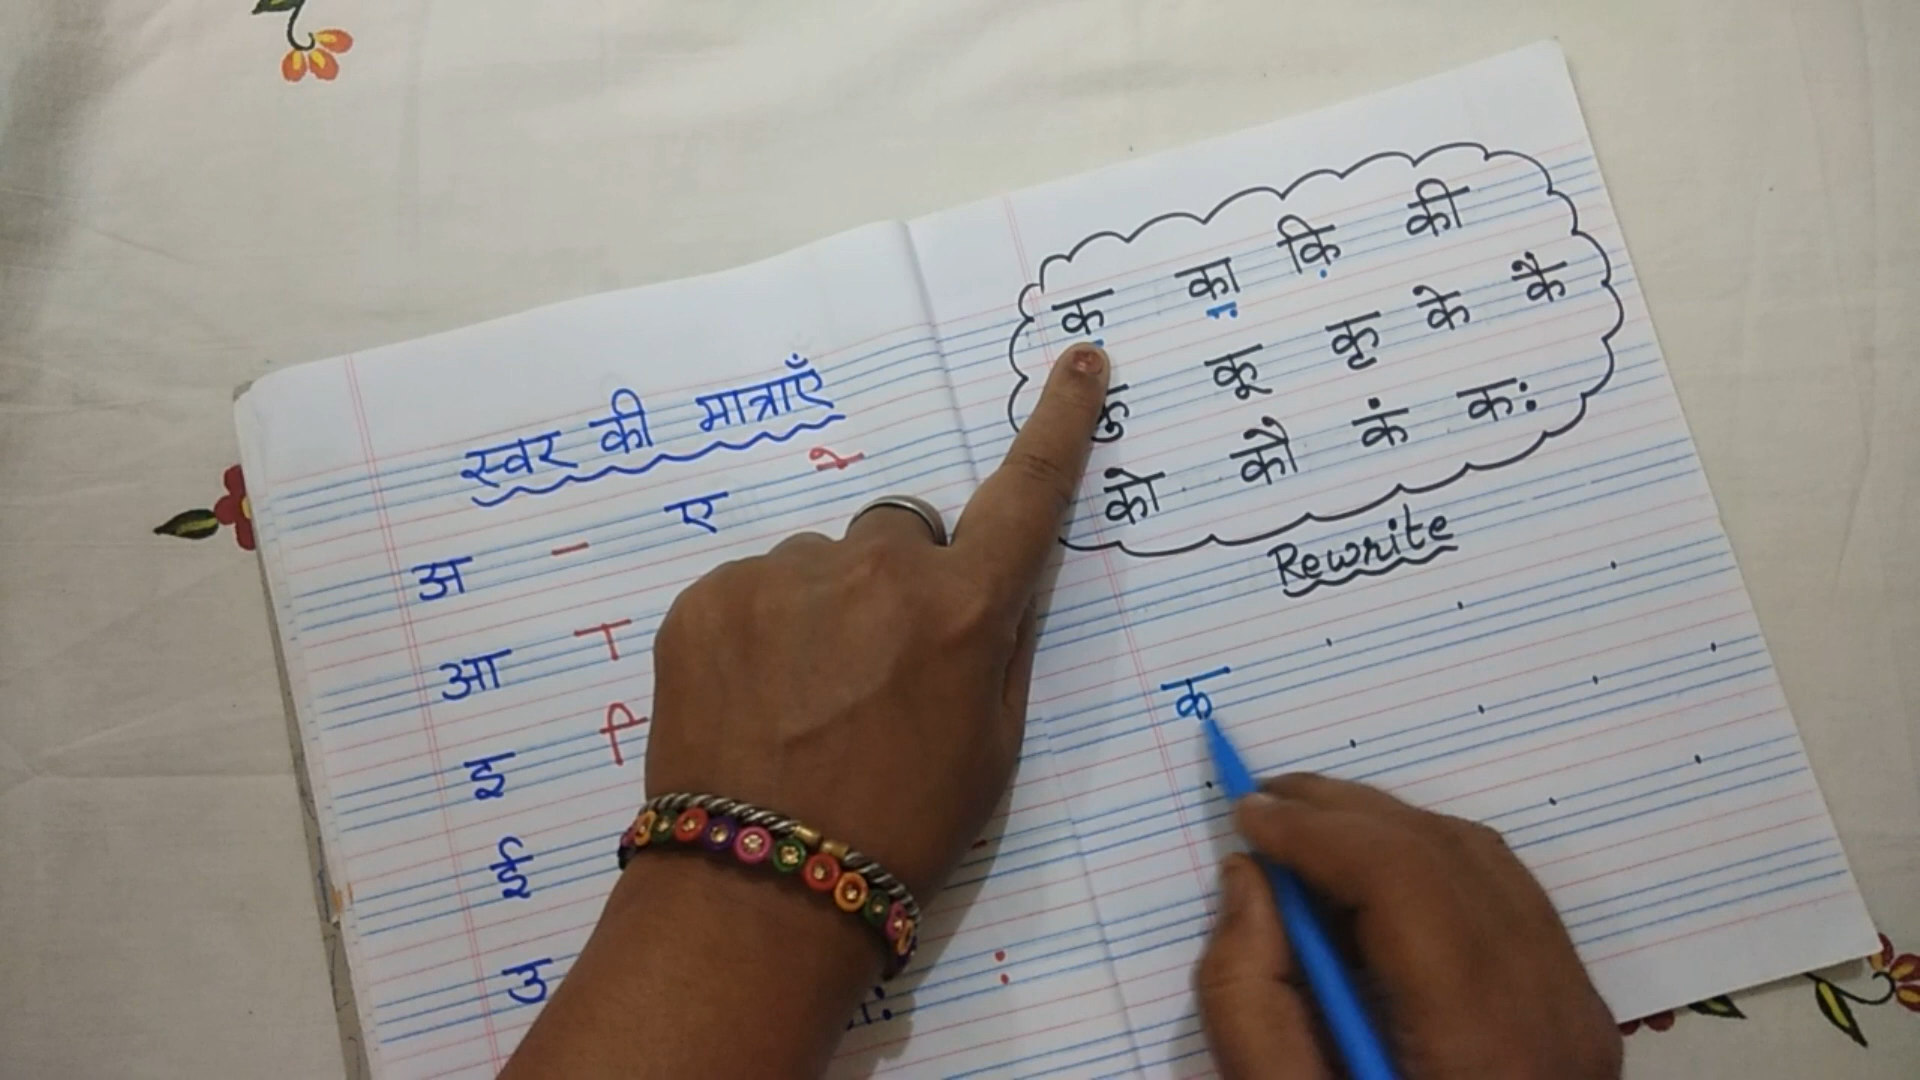 स्वर की मात्राएँ
अ - ए े
आ ा
इ ि
ई
उ :
क का कि की
कु कू कृ के कै
को कौ कं कः
Rewrite
क